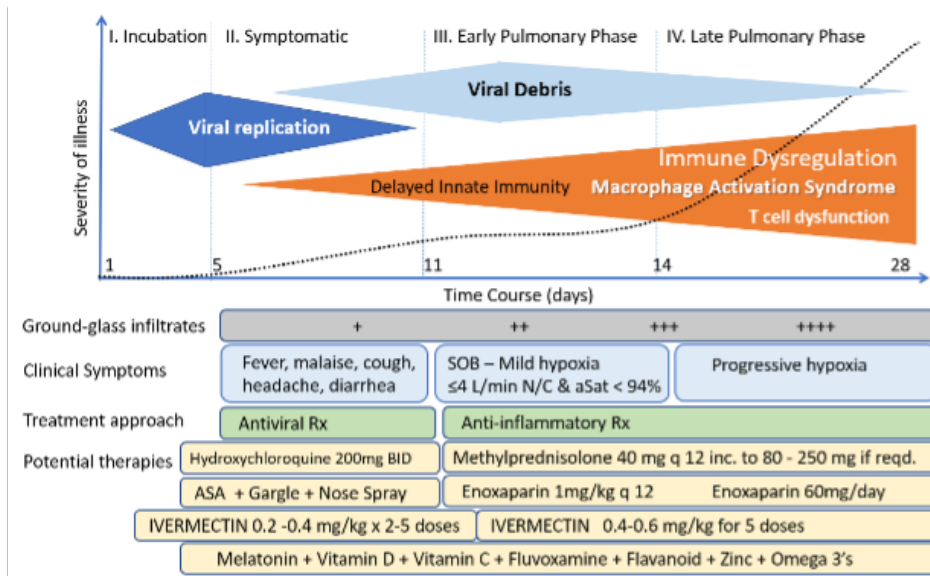 I. Incubation II. Symptomatic III. Early Pulmonary Phase IV. Late Pulmonary Phase
Severity of illness
Viral Debris
Viral replication
Immune Dysregulation
Delayed Innate Immunity Macrophage Activation Syndrome
T cell dysfunction
1 5 11 14 28
Time Course (days)
Ground-glass infiltrates + ++ +++ ++++
Clinical Symptoms
Fever, malaise, cough,
headache, diarrhea
SOB – Mild hypoxia
≤4 L/min N/C & aSat < 94%
Progressive hypoxia
Treatment approach Antiviral Rx Anti-inflammatory Rx
Potential therapies Hydroxychloroquine 200mg BID Methylprednisolone 40 mg q 12 inc. to 80 - 250 mg if reqd.
ASA + Gargle + Nose Spray Enoxaparin 1mg/kg q 12 Enoxaparin 60mg/day
IVERMECTIN 0.2 -0.4 mg/kg x 2-5 doses IVERMECTIN 0.4-0.6 mg/kg for 5 doses
Melatonin + Vitamin D + Vitamin C + Fluvoxamine + Flavanoid + Zinc + Omega 3's